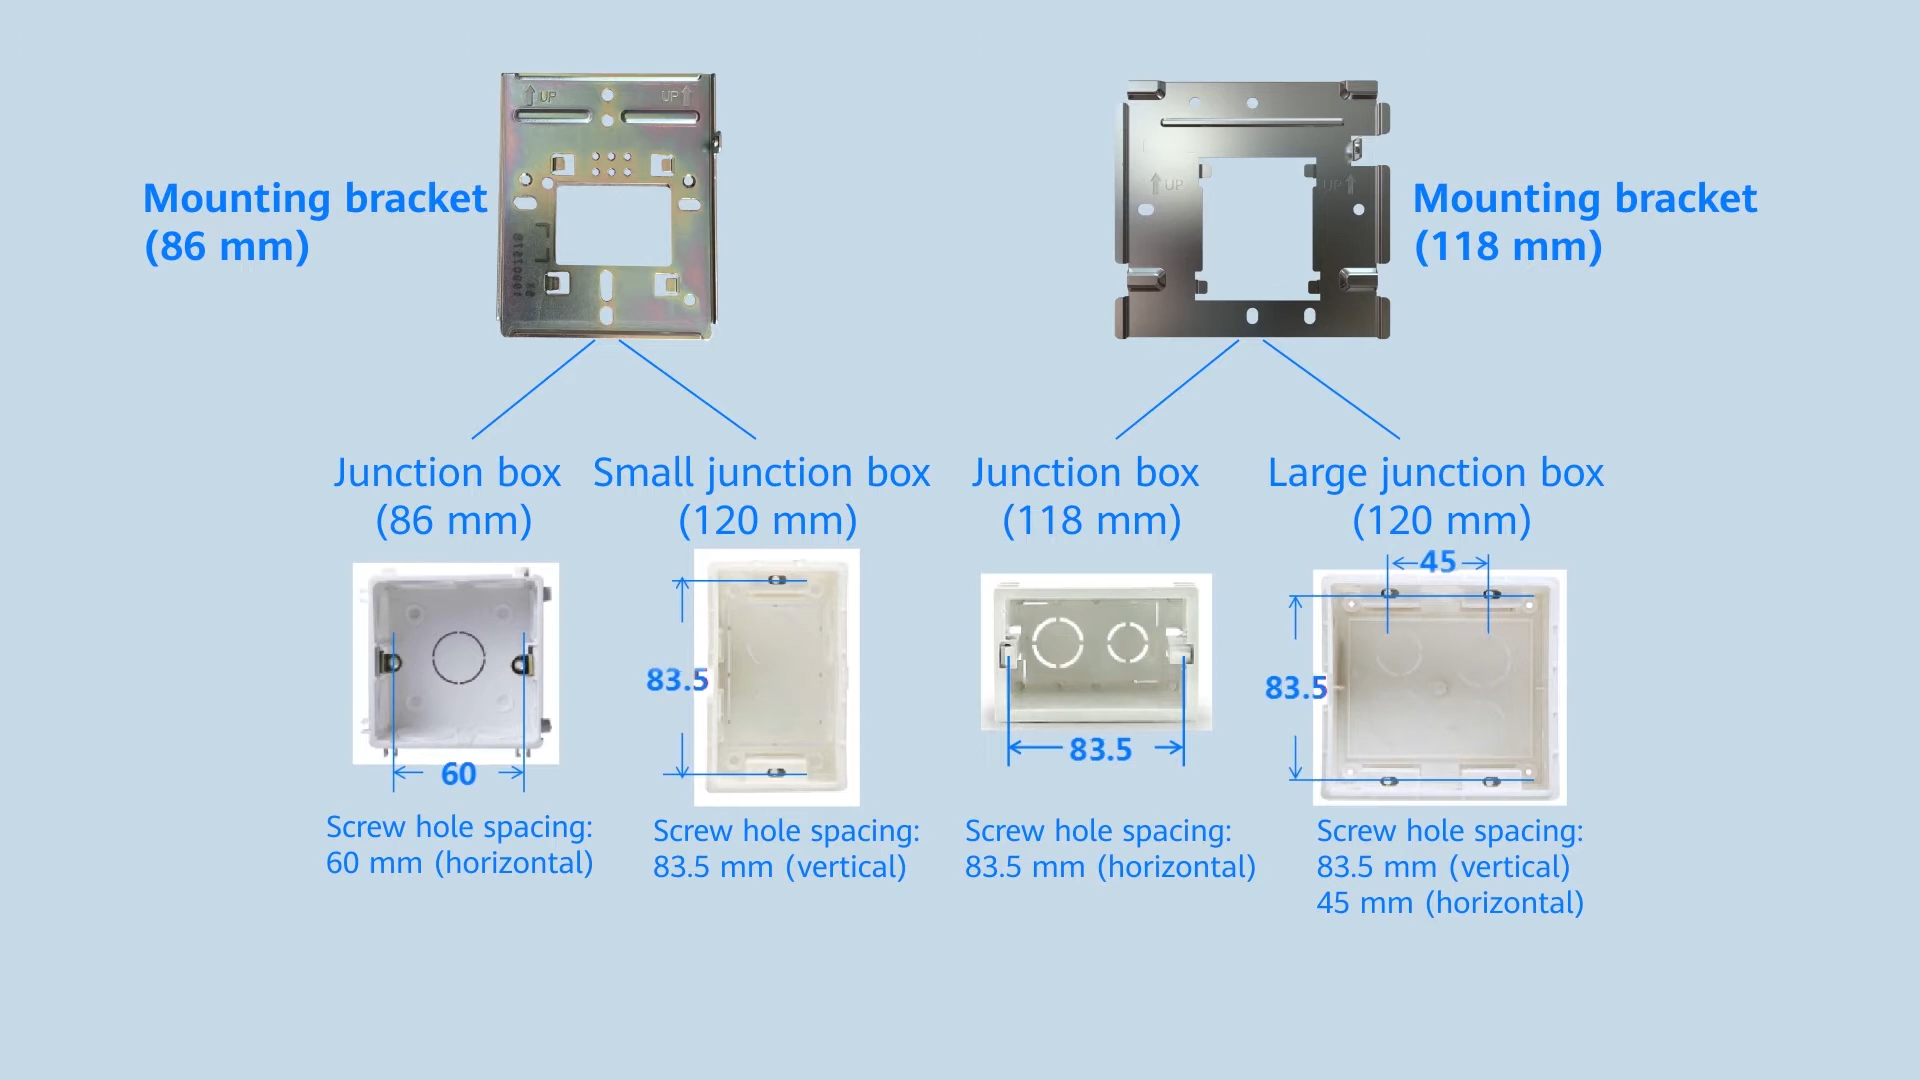 UP
UP
Mounting bracket
(86 mm)
UP
UP
Mounting bracket
(118 mm)
Junction box
(86 mm)
Small junction box
(120 mm)
Junction box
(118 mm)
Large junction box
(120 mm)
60
83.5
83.5
45
83.5
Screw hole spacing:
60 mm (horizontal)
Screw hole spacing:
83.5 mm (vertical)
Screw hole spacing:
83.5 mm (horizontal)
Screw hole spacing:
83.5 mm (vertical)
45 mm (horizontal)